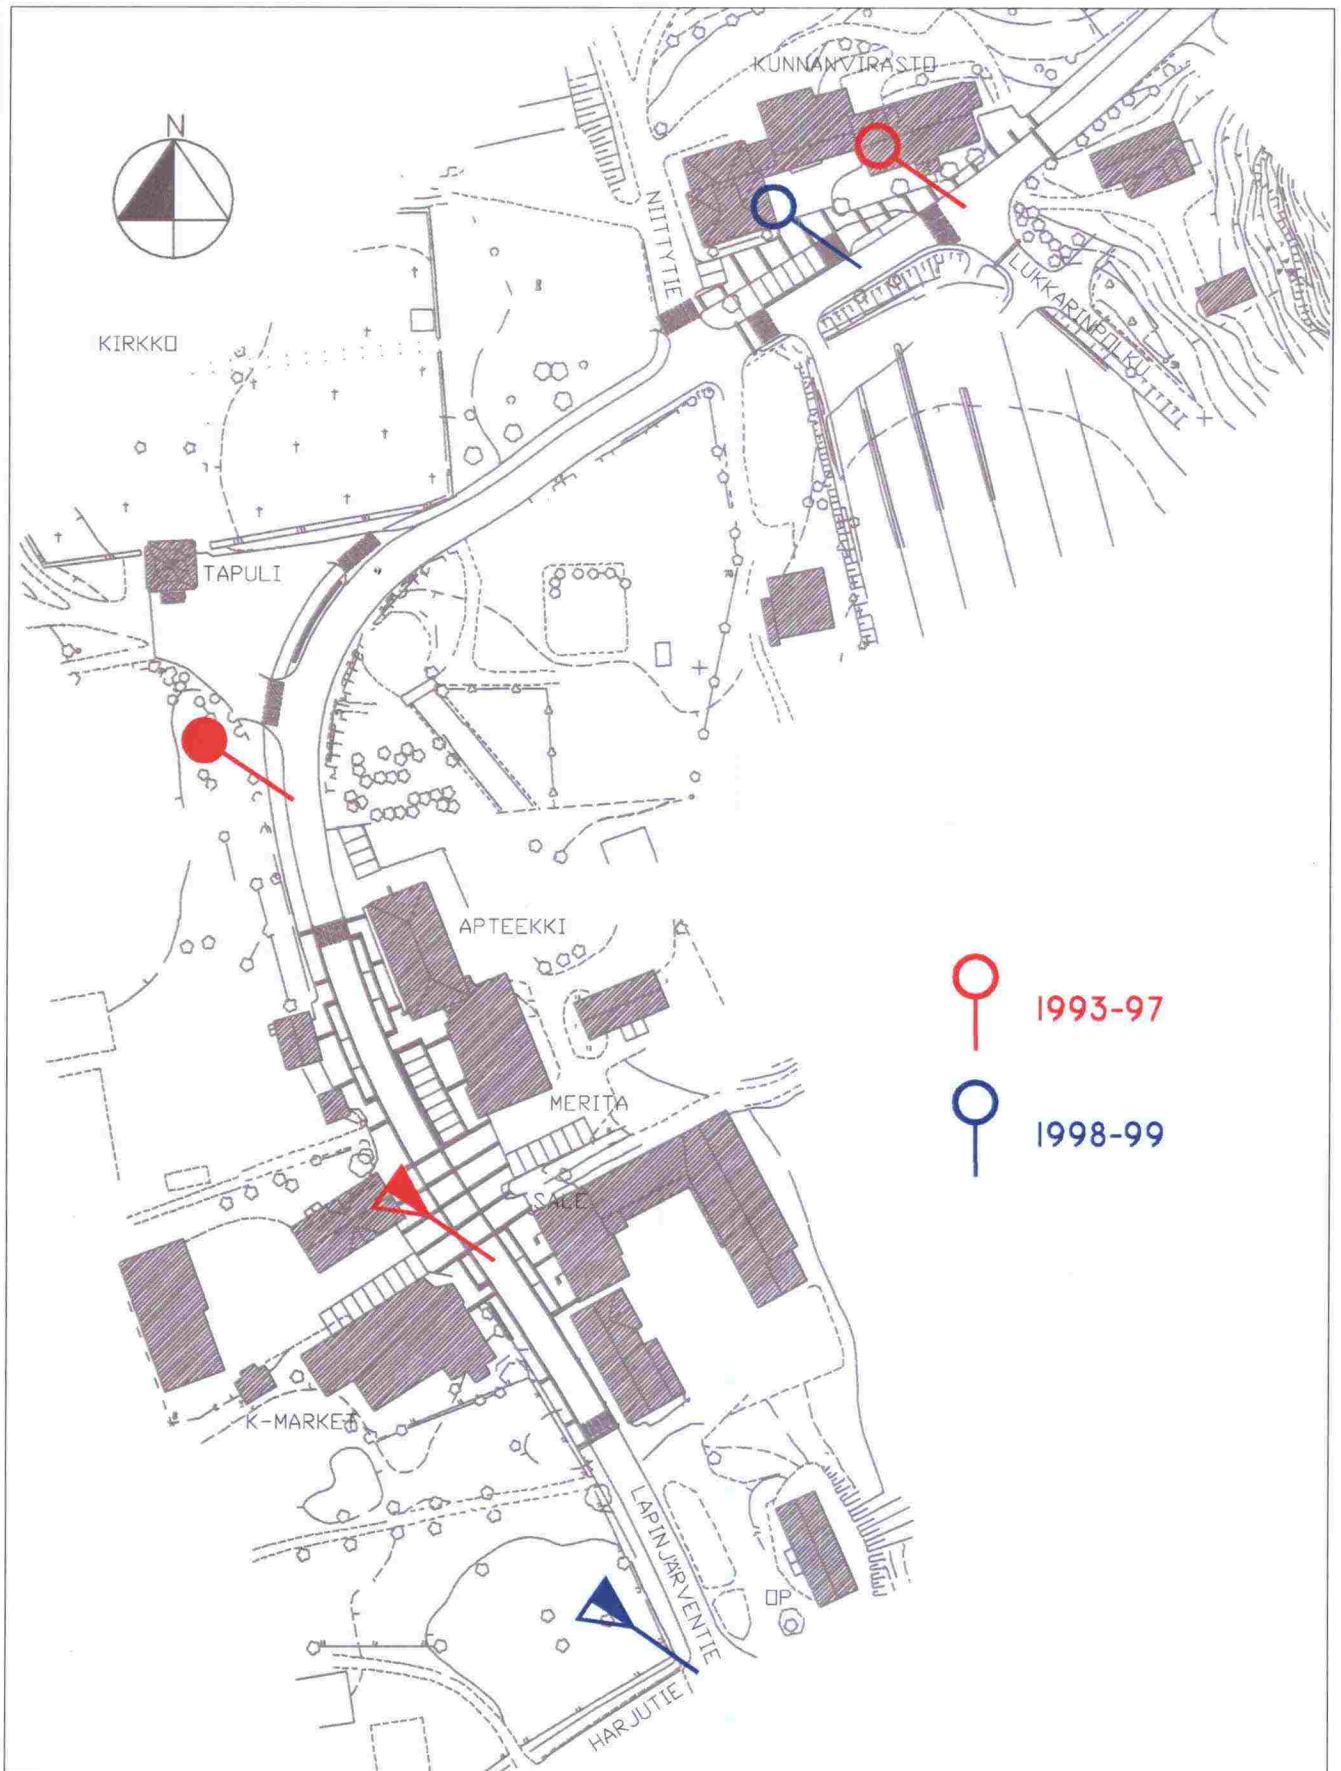 KUNNANVIRASTO
N
NIITTYTIE
LUKKARINPOLKU
KIRKKO
TAPULI
APTEEKKI
1993-97
MERITA
1998-99
SALE
K-MARKET
LAPINJÄRVENTIE
OP
HARJUTIE